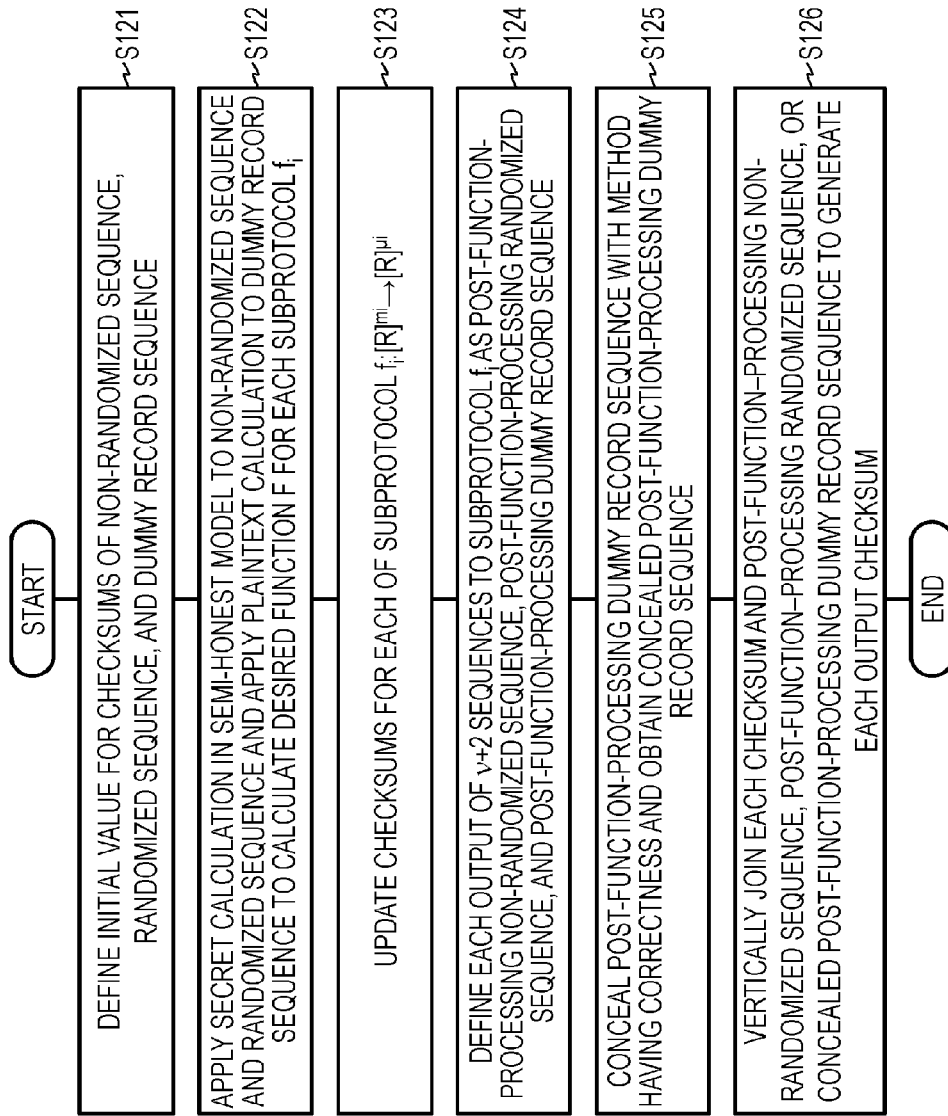 START
DEFINE INITIAL VALUE FOR CHECKSUMS OF NON-RANDOMIZED SEQUENCE,
RANDOMIZED SEQUENCE, AND DUMMY RECORD SEQUENCE
S121
APPLY SECRET CALCULATION IN SEMI-HONEST MODEL TO NON-RANDOMIZED SEQUENCE
AND RANDOMIZED SEQUENCE AND APPLY PLAINTEXT CALCULATION TO DUMMY RECORD
SEQUENCE TO CALCULATE DESIRED FUNCTION F FOR EACH SUBPROTOCOL fi
S122
UPDATE CHECKSUMS FOR EACH OF SUBPROTOCOL fi:[R]^mi→[R]^μi
S123
DEFINE EACH OUTPUT OF ν+2 SEQUENCES TO SUBPROTOCOL fi AS POST-FUNCTION-
PROCESSING NON-RANDOMIZED SEQUENCE, POST-FUNCTION-PROCESSING RANDOMIZED
SEQUENCE, AND POST-FUNCTION-PROCESSING DUMMY RECORD SEQUENCE
S124
CONCEAL POST-FUNCTION-PROCESSING DUMMY RECORD SEQUENCE WITH METHOD
HAVING CORRECTNESS AND OBTAIN CONCEALED POST-FUNCTION-PROCESSING DUMMY
RECORD SEQUENCE
S125
VERTICALLY JOIN EACH CHECKSUM AND POST-FUNCTION–PROCESSING NON-
RANDOMIZED SEQUENCE, POST-FUNCTION–PROCESSING RANDOMIZED SEQUENCE, OR
CONCEALED POST-FUNCTION-PROCESSING DUMMY RECORD SEQUENCE TO GENERATE
EACH OUTPUT CHECKSUM
S126
END